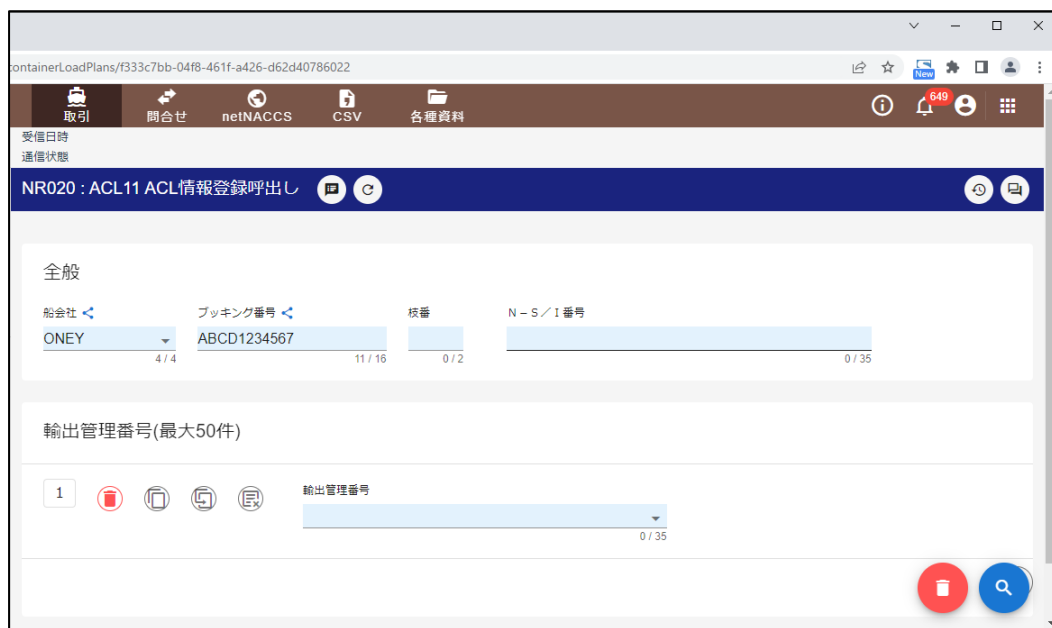 containerLoadPlans/f333c7bb-04f8-461f-a426-d62d40786022
New
取引 問合せ netNACCS CSV 各種資料 649
受信日時
通信状態
NR020 : ACL11 ACL情報登録呼出し
全般
船会社 ブッキング番号 枝番 N－S／I 番号
ONEY ABCD1234567
4 / 4 11 / 16 0 / 2 0 / 35
輸出管理番号(最大50件)
1 輸出管理番号
0 / 35